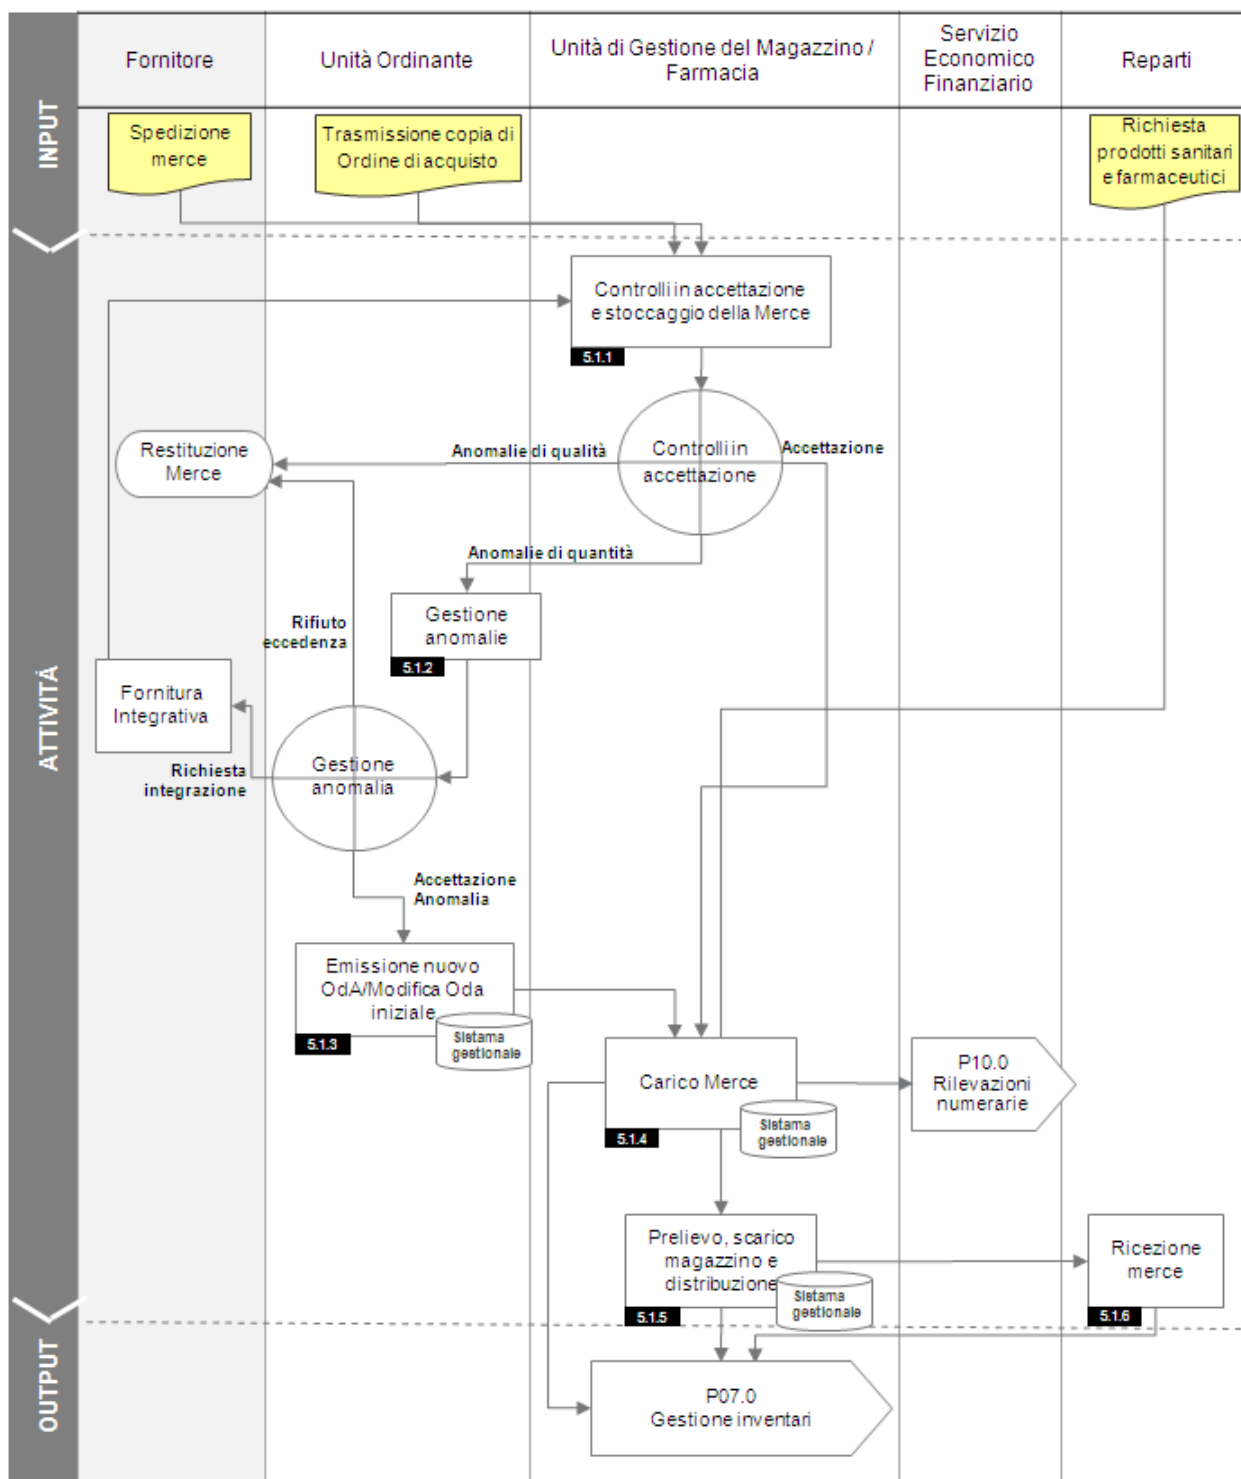 Fornitore
Unità Ordinante
Unità di Gestione del Magazzino /
Farmacia
Servizio
Economico
Finanziario
Reparti
INPUT
Spedizione
merce
Trasmissione copia di
Ordine di acquisto
Richiesta
prodotti sanitari
e farmaceutici
ATTIVITÀ
Controlli in accettazione
e stoccaggio della Merce
5.1.1
Restituzione
Merce
Anomalie di qualità
Controlli in
accettazione
Accettazione
Anomalie di quantità
Gestione
anomalie
5.1.2
Rifiuto
eccedenza
Fornitura
Integrativa
Richiesta
integrazione
Gestione
anomalia
Accettazione
Anomalia
Emissione nuovo
OdA/Modifica Oda
iniziale
5.1.3
Sistama
gestionale
Carico Merce
5.1.4
Sistama
gestionale
P10.0
Rilevazioni
numerarie
Prelievo, scarico
magazzino e
distribuzione
5.1.5
Sistama
gestionale
Ricezione
merce
5.1.6
OUTPUT
P07.0
Gestione inventari